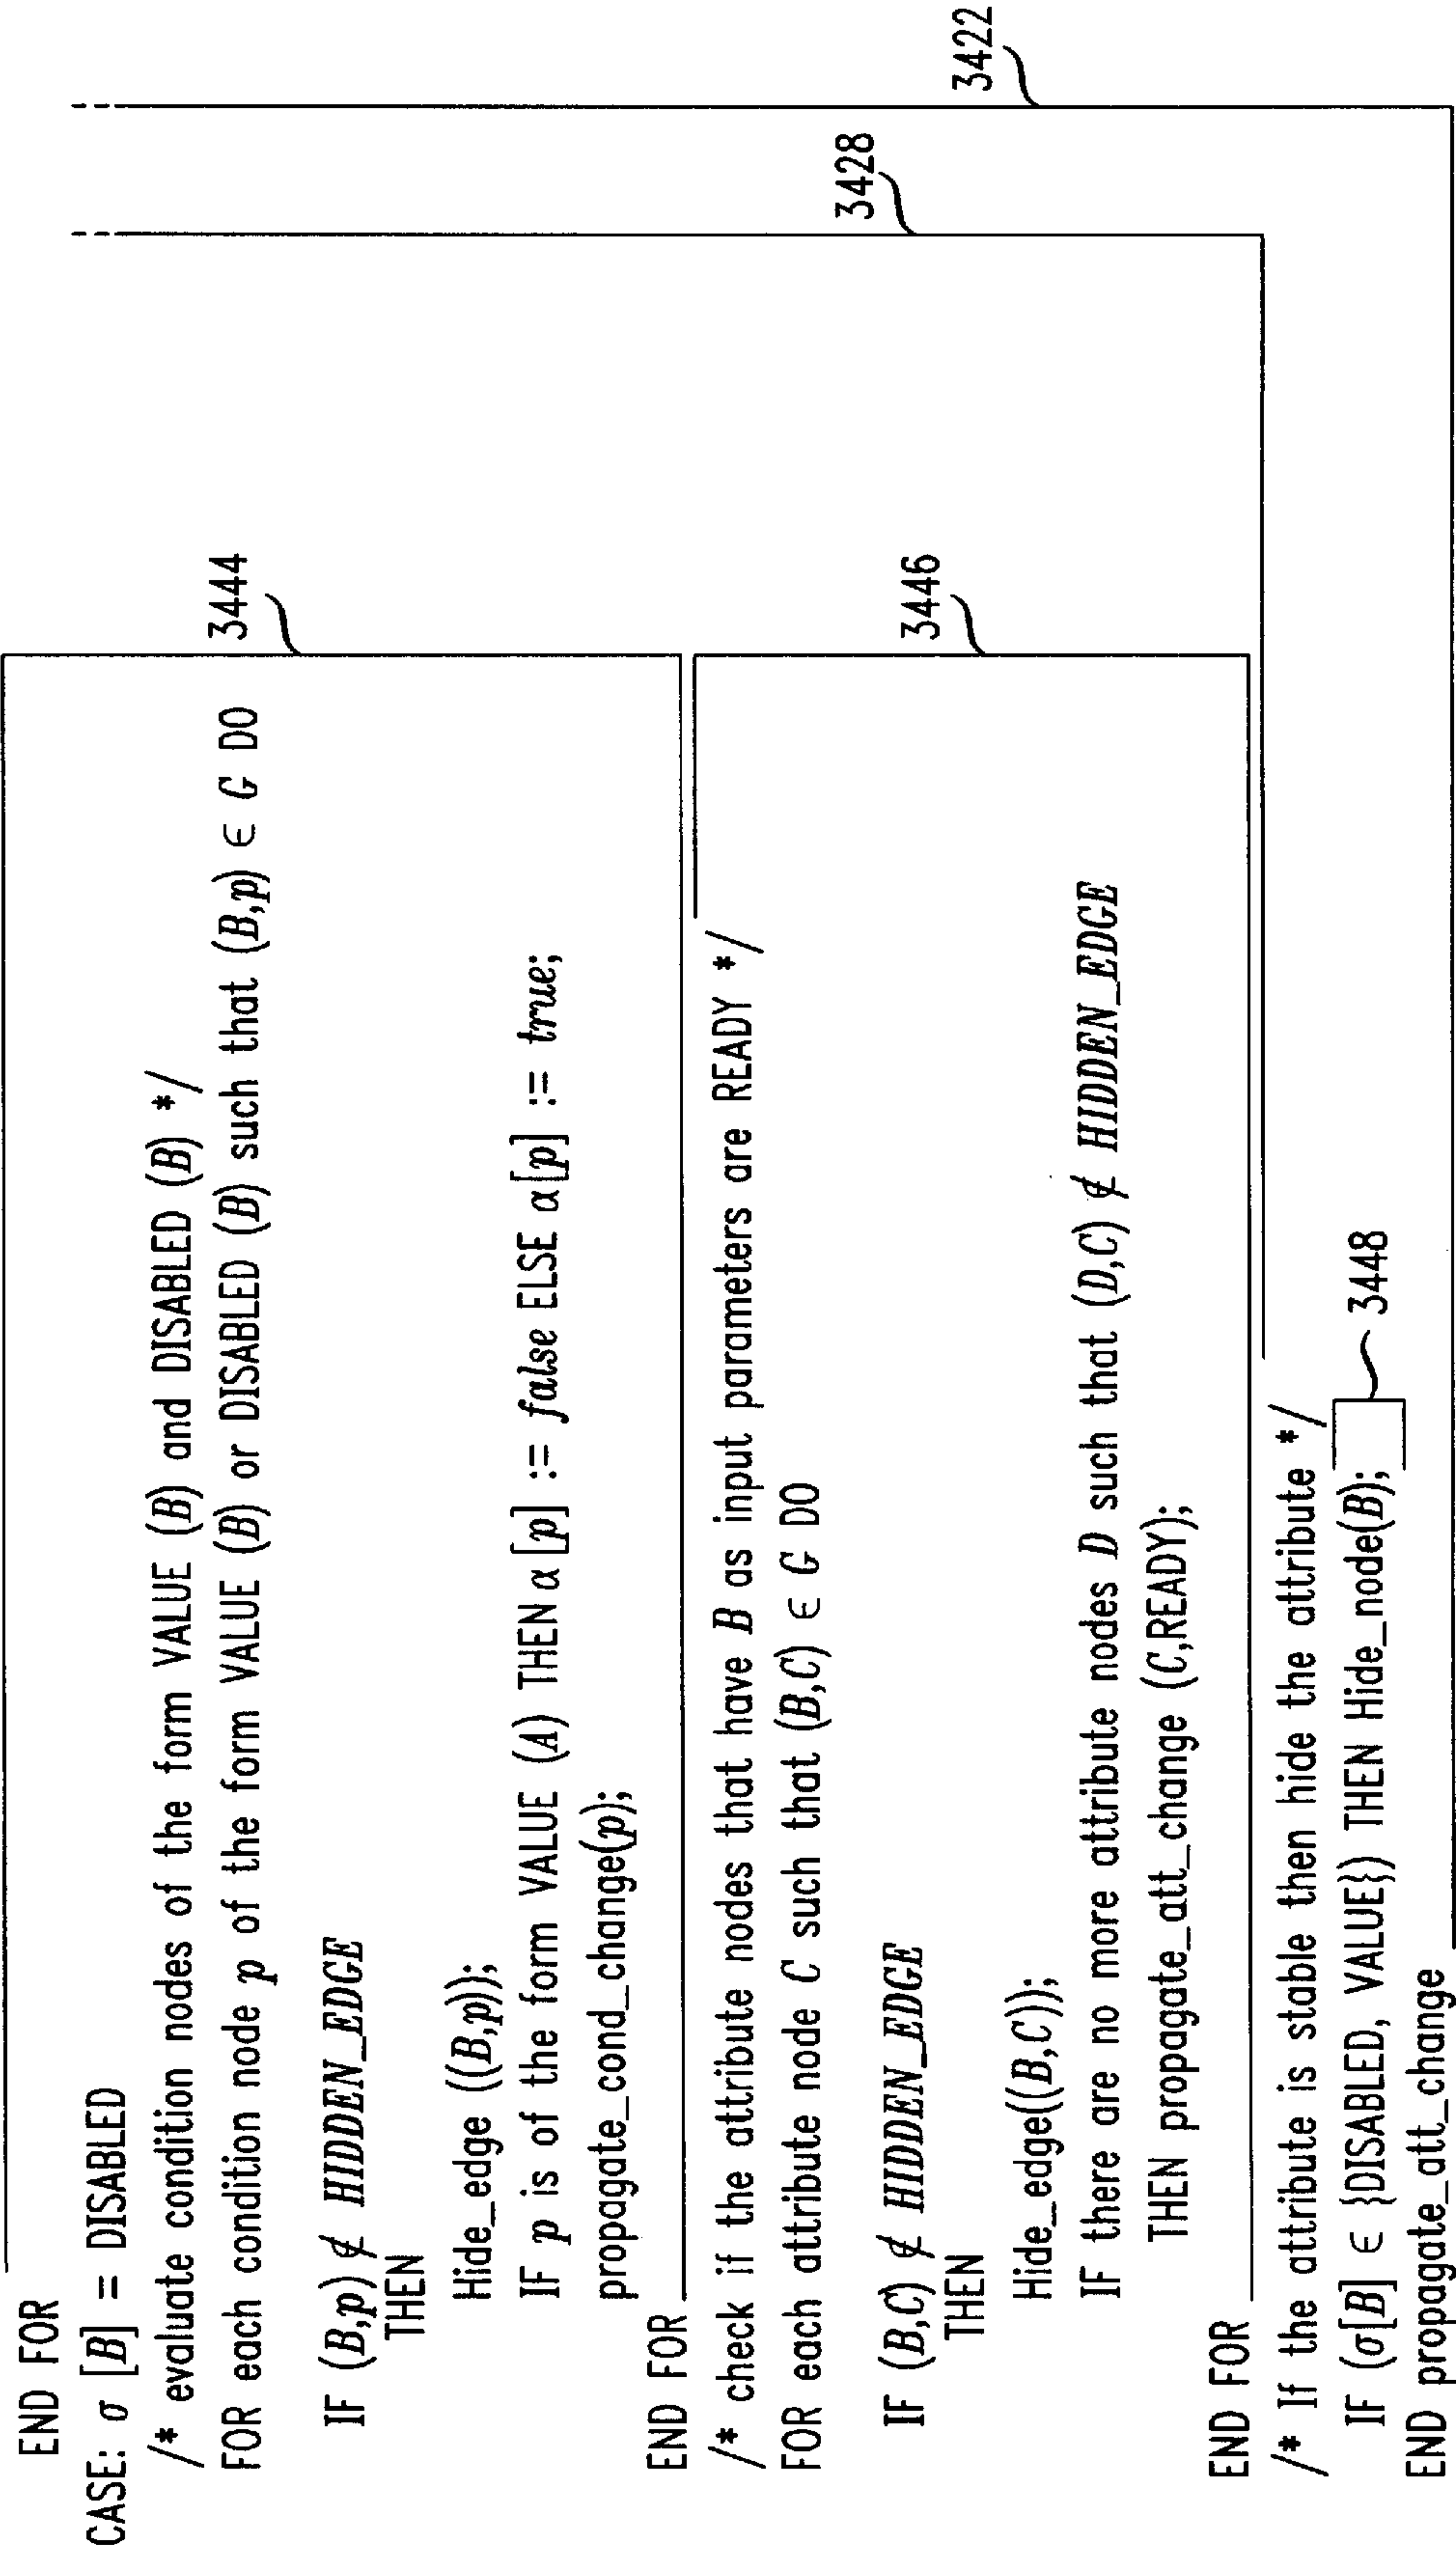 END FOR
CASE: σ [B] = DISABLED
/* evaluate condition nodes of the form VALUE (B) and DISABLED (B) */
FOR each condition node p of the form VALUE (B) or DISABLED (B) such that (B,p) ∈ G DO
3444
IF (B,p) ∉ HIDDEN_EDGE
THEN
Hide_edge ((B,p));
IF p is of the form VALUE (A) THEN α [p] := false ELSE α[p] := true;
propagate_cond_change(p);
END FOR
/* check if the attribute nodes that have B as input parameters are READY */
FOR each attribute node C such that (B,C) ∈ G DO
3428
IF (B,C) ∉ HIDDEN_EDGE
3446
THEN
3422
Hide_edge((B,C));
IF there are no more attribute nodes D such that (D,C) ∉ HIDDEN_EDGE
THEN propagate_att_change (C,READY);
END FOR
/* If the attribute is stable then hide the attribute */
IF (σ[B] ∈ {DISABLED, VALUE}) THEN Hide_node(B);
3448
END propagate_att_change